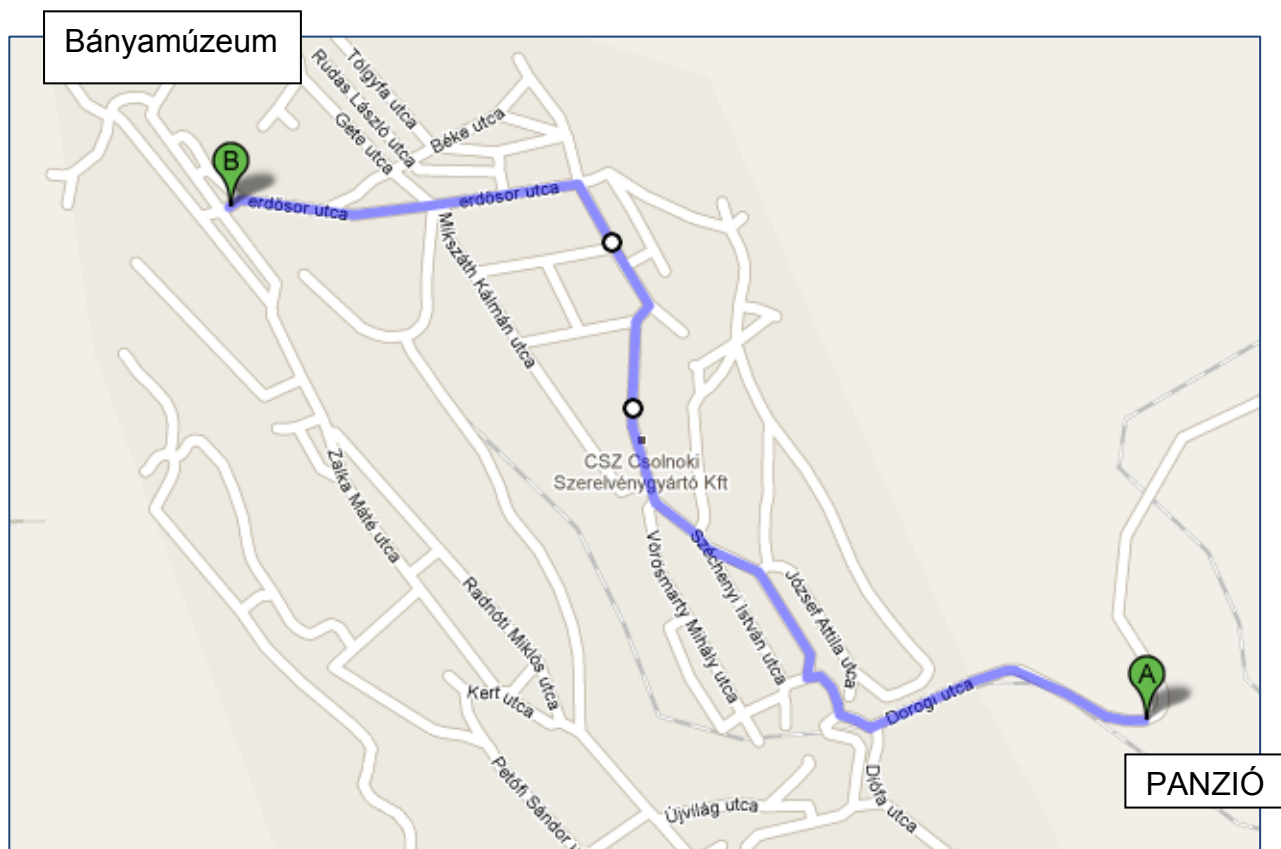 Bányamúzeum
Tölgyfa utca
Rudas László utca
Gete utca
Béke utca
B
erdősor utca
erdősor utca
Mikszáth Kálmán utca
CSZ Csolnoki
Szerelvénygyártó Kft
Zalka Máté utca
Radnóti Miklós utca
Vörösmarty Mihály utca
Széchenyi István utca
József Attila utca
A
Kert utca
Dorogi utca
Petőfi Sándor u
Újvilág utca
Diófa utca
PANZIÓ